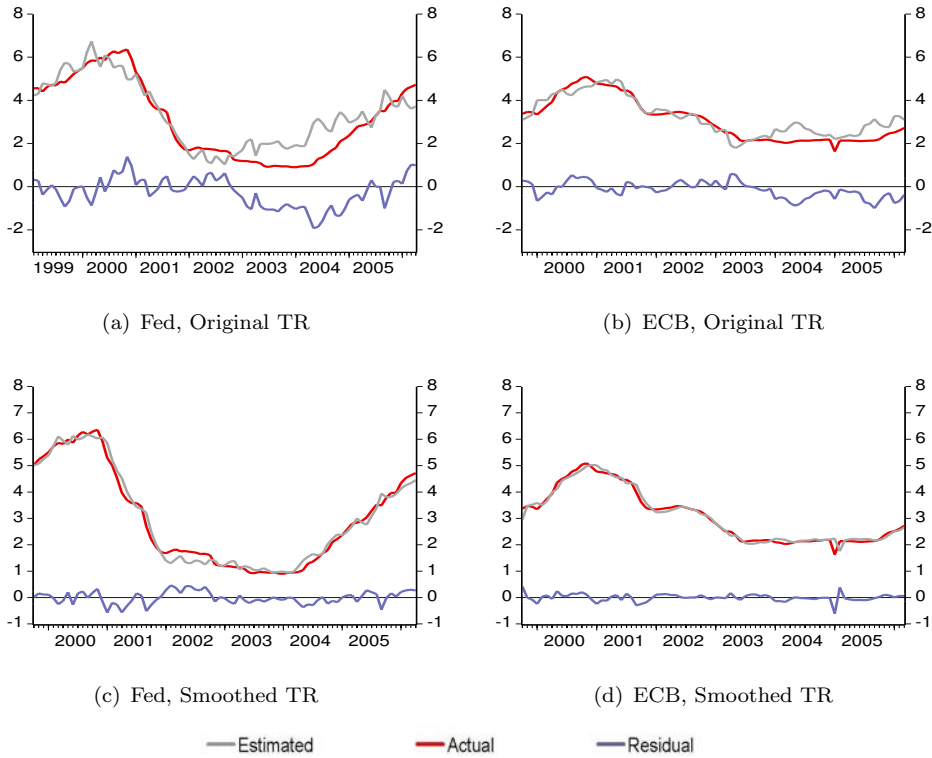 8 8 8 8
6 6 6 6
4 4 4 4
2 2 2 2
0 0 0 0
-2 -2 -2 -2
1999 2000 2001 2002 2003 2004 2005 2000 2001 2002 2003 2004 2005
(a) Fed, Original TR (b) ECB, Original TR
8 8 8 8
7 7 7 7
6 6 6 6
5 5 5 5
4 4 4 4
3 3 3 3
2 2 2 2
1 1 1 1
0 0 0 0
-1 -1 -1 -1
2000 2001 2002 2003 2004 2005 2000 2001 2002 2003 2004 2005
(c) Fed, Smoothed TR (d) ECB, Smoothed TR
Estimated Actual Residual